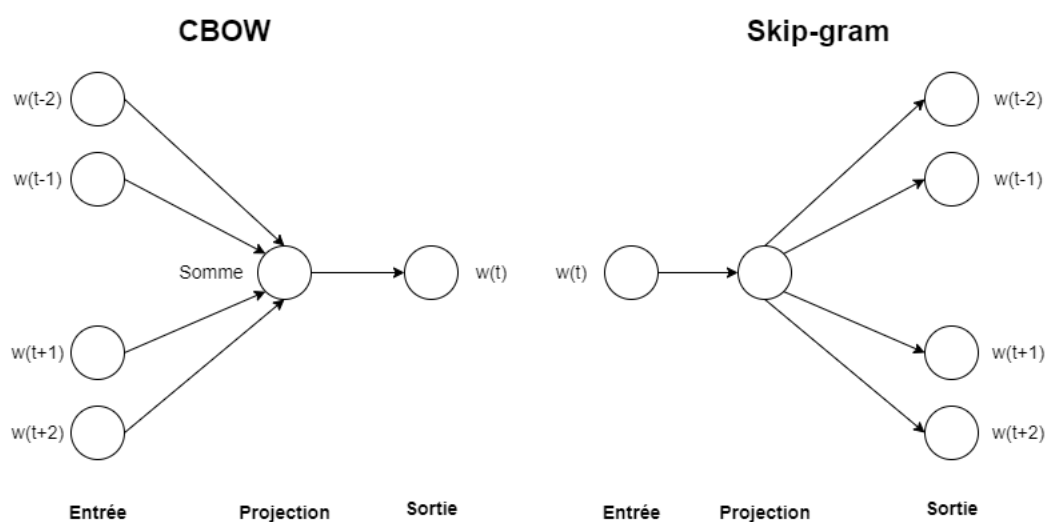 CBOW
w(t-2)
w(t-1)
Somme
w(t)
w(t+1)
w(t+2)
Entrée
Projection
Sortie
Skip-gram
w(t-2)
w(t-1)
w(t)
w(t+1)
w(t+2)
Entrée
Projection
Sortie